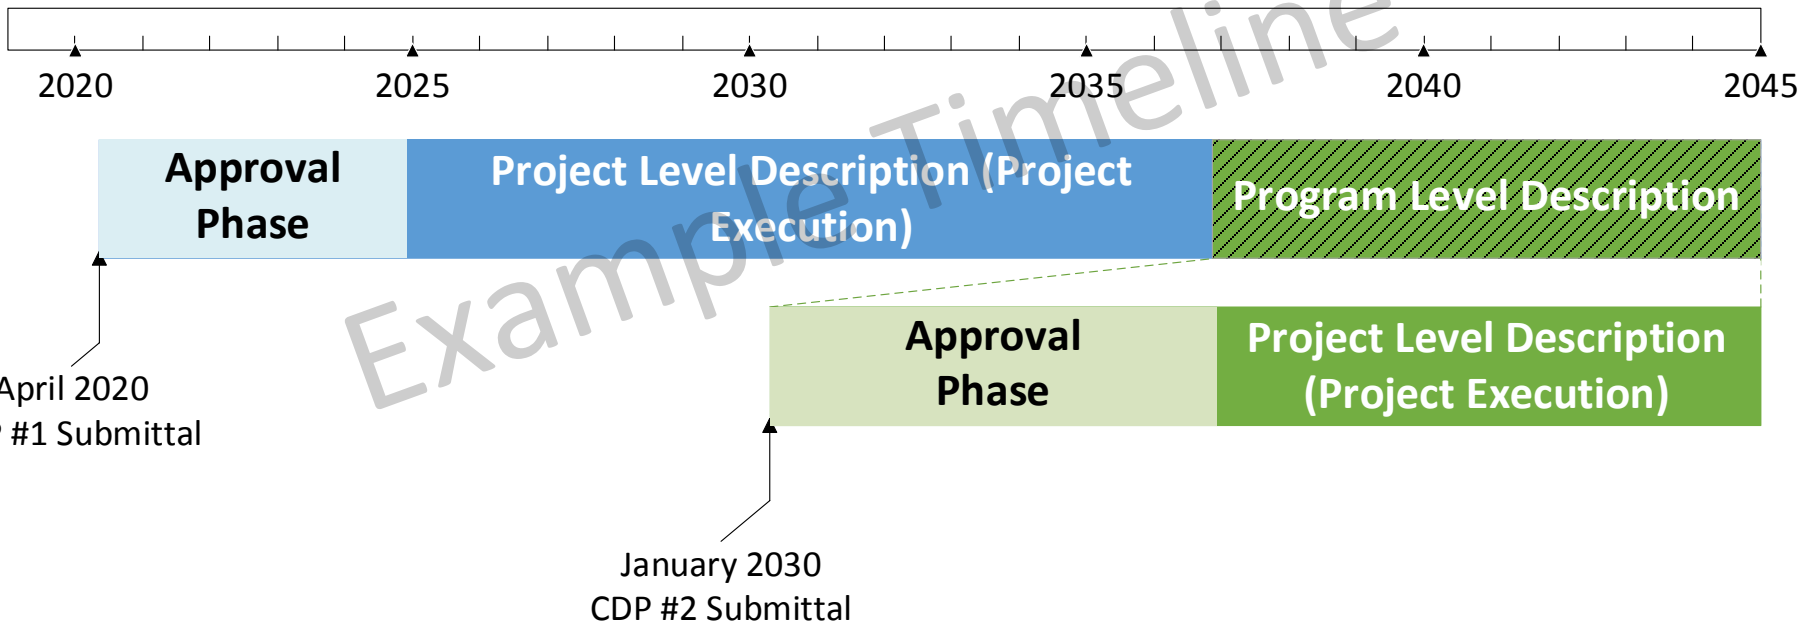 2020 2025 2030 2035 2040 2045
Approval
Phase
Project Level Description (Project
Execution)
Program Level Description
Example Timeline
Approval
Phase
Project Level Description
(Project Execution)
April 2020
#1 Submittal
January 2030
CDP #2 Submittal